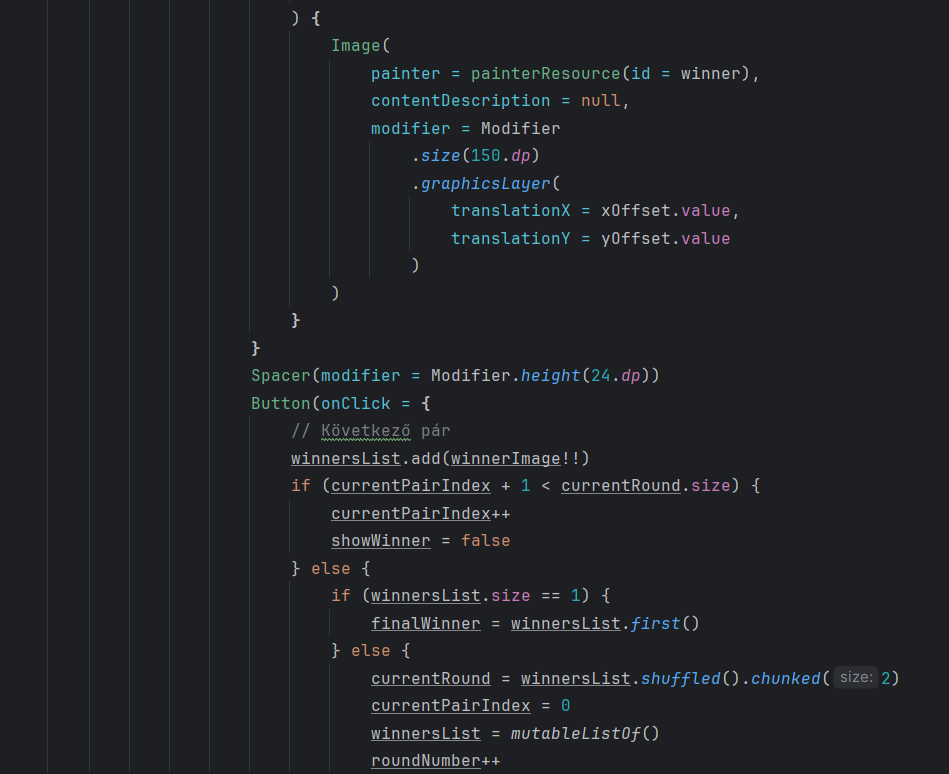 ) {
Image(
painter = painterResource(id = winner),
contentDescription = null,
modifier = Modifier
.size(150.dp)
.graphicsLayer(
translationX = xOffset.value,
translationY = yOffset.value
)
)
}
}
Spacer(modifier = Modifier.height(24.dp))
Button(onClick = {
// Következő pár
winnersList.add(winnerImage!!)
if (currentPairIndex + 1 < currentRound.size) {
currentPairIndex++
showWinner = false
} else {
if (winnersList.size == 1) {
finalWinner = winnersList.first()
} else {
currentRound = winnersList.shuffled().chunked( size: 2)
currentPairIndex = 0
winnersList = mutableListOf()
roundNumber++